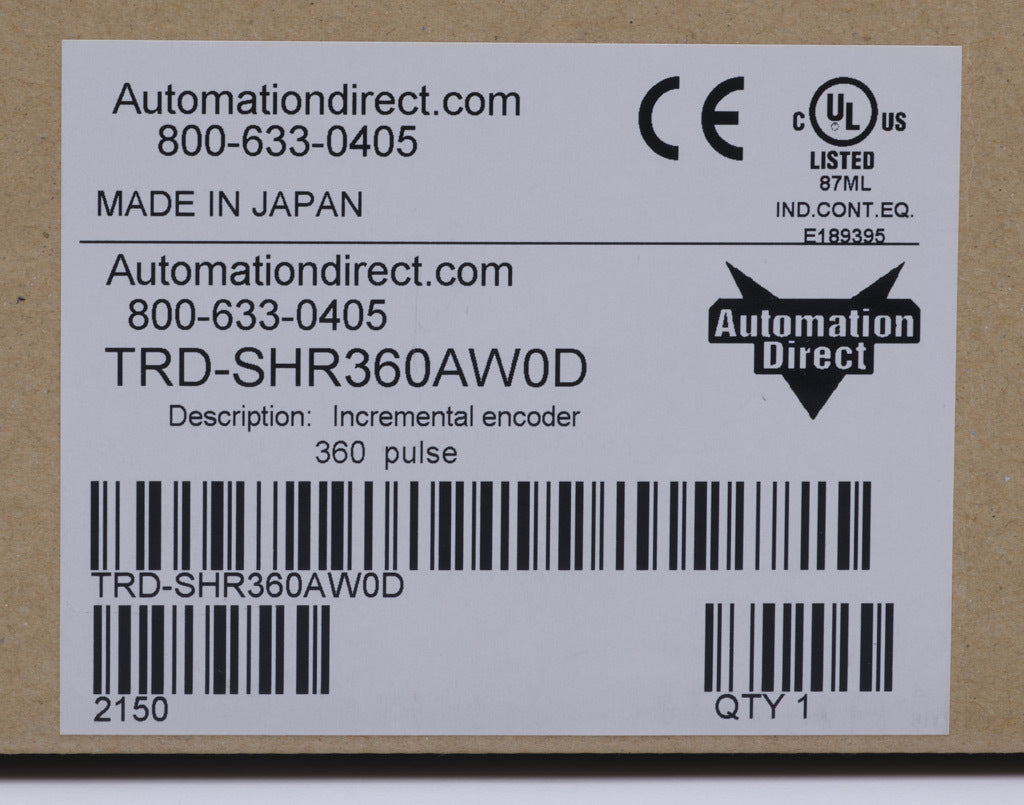 Automationdirect.com
800-633-0405
MADE IN JAPAN
CE
C UL US
LISTED
87ML
IND.CONT.EQ.
E189395
Automationdirect.com
800-633-0405
TRD-SHR360AW0D
Description: Incremental encoder
360 pulse
Automation
Direct
TRD-SHR360AW0D
2150
QTY 1